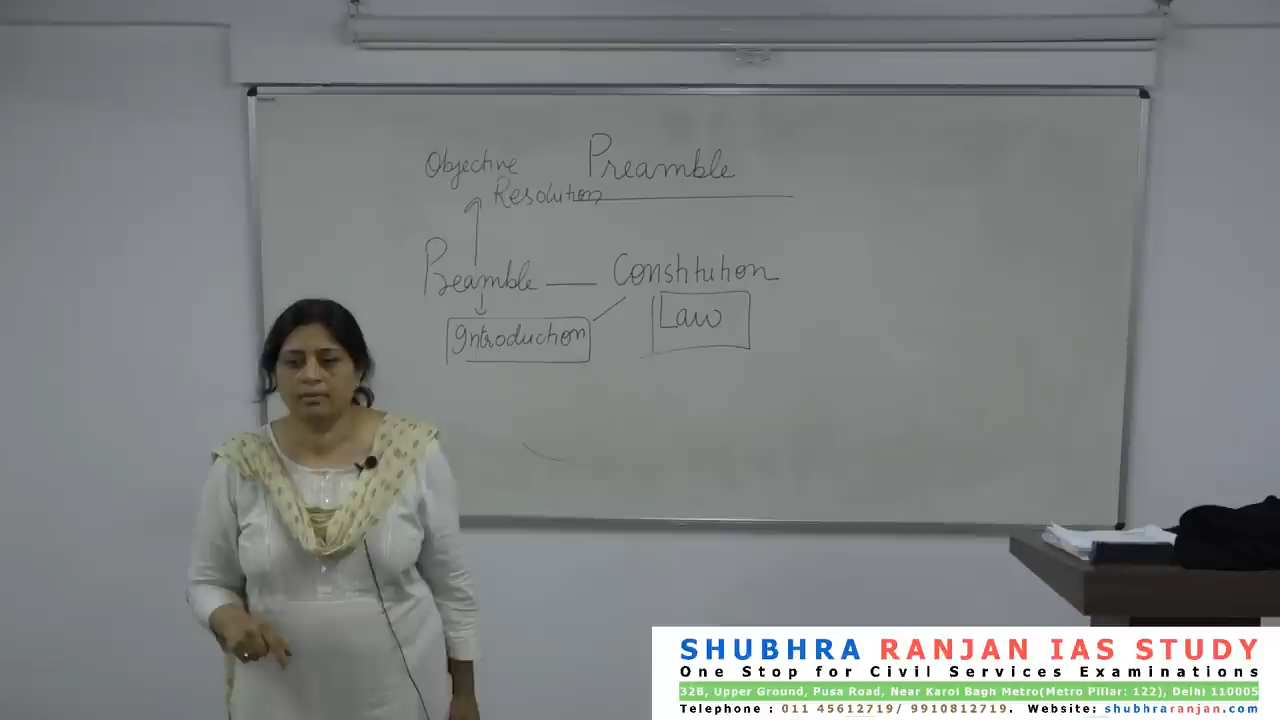 Objective
Preamble
Resolution
Preamble — Constitution
Introduction
Law
SHUBHRA RANJAN IAS STUDY
One Stop for Civil Services Examinations
32B, Upper Ground, Pusa Road, Near Karol Bagh Metro(Metro Pillar: 122), Delhi 110005
Telephone : 011 45612719/ 9910812719. Website: shubhraranjan.com